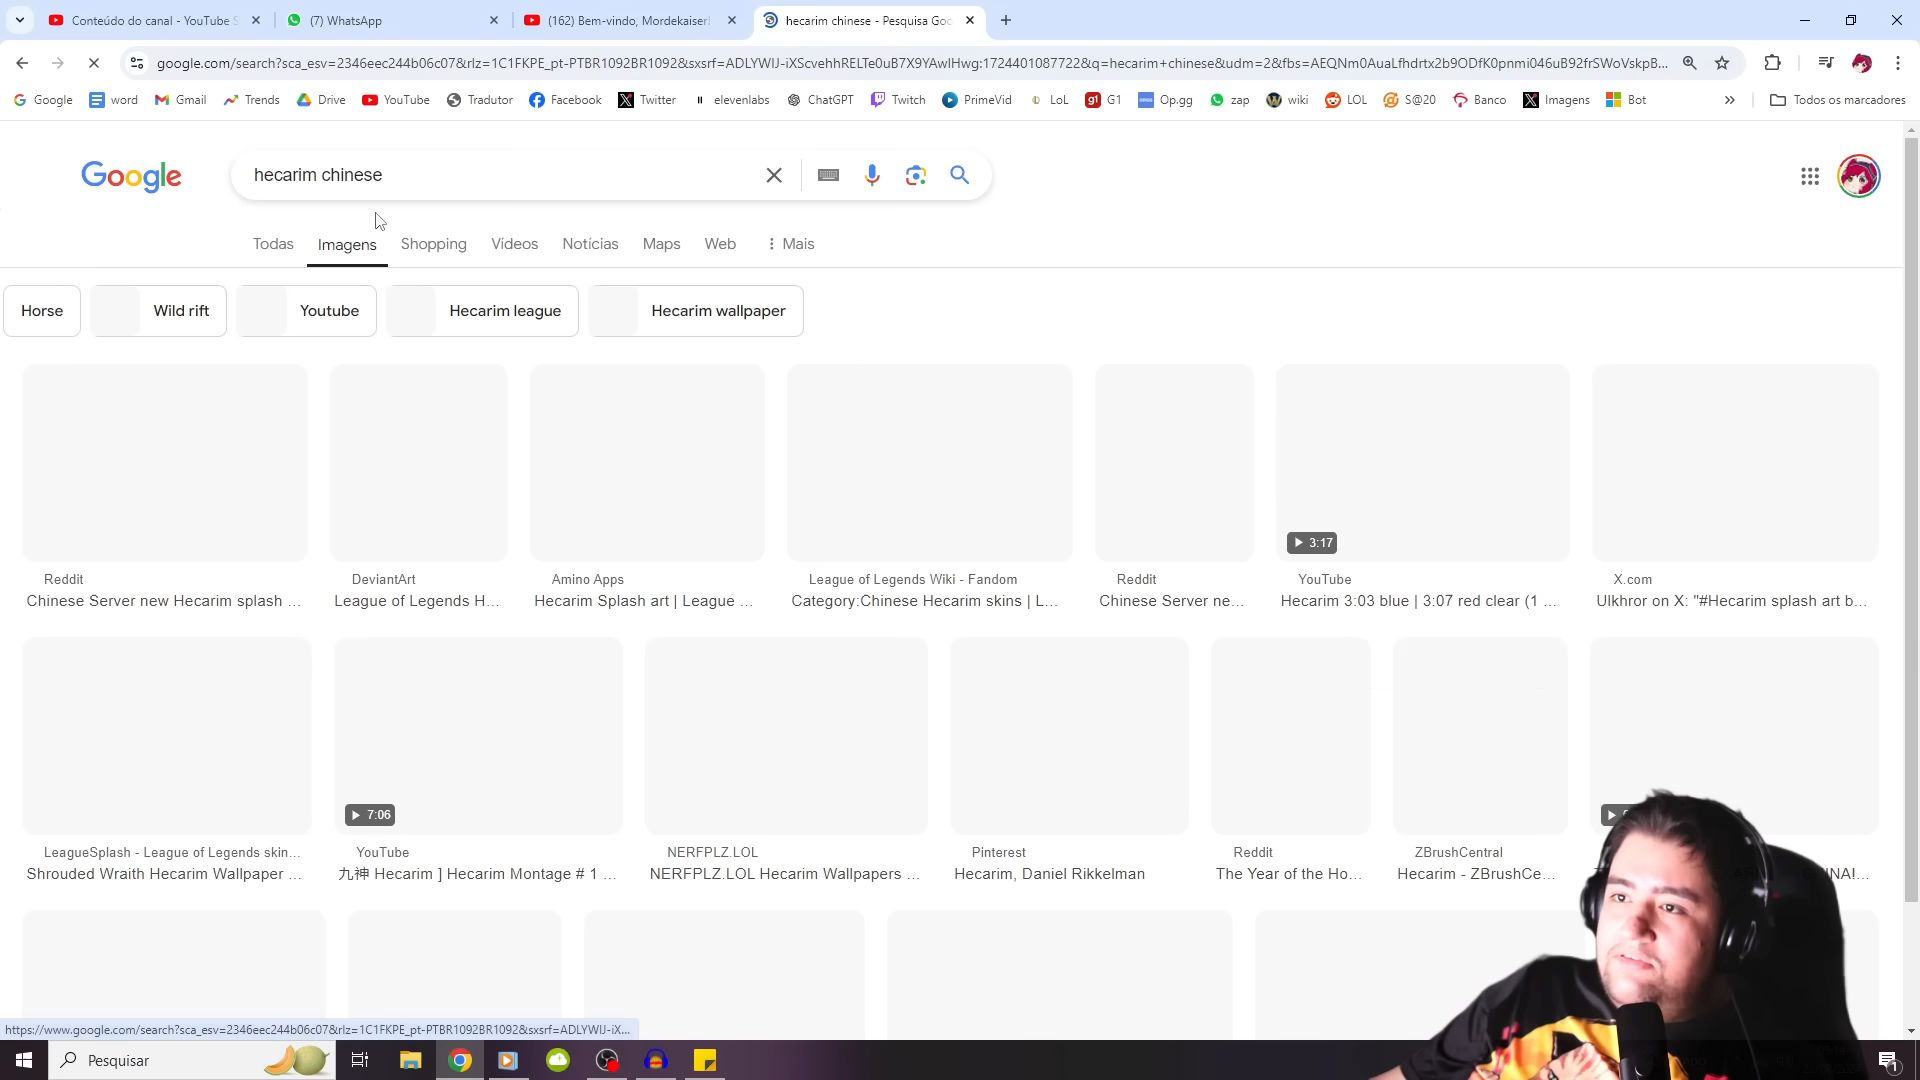 Conteúdo do canal - YouTube S
(7) WhatsApp
(162) Bem-vindo, Mordekaiser!
hecarim chinese - Pesquisa Goo
google.com/search?sca_esv=2346eec244b06c07&rlz=1C1FKPE_pt-PTBR1092BR1092&sxsrf=ADLYWIJ-iXScvehhRELTe0uB7X9YAwIHwg:1724401087722&q=hecarim+chinese&udm=2&fbs=AEQNm0AuaLfhdrtx2b9ODfK0pnmi046uB92frSWoVskpB...
Google word Gmail Trends Drive YouTube Tradutor Facebook Twitter elevenlabs ChatGPT Twitch PrimeVid LoL G1 Op.gg zap wiki LOL S@20 Banco Imagens Bot » Todos os marcadores
Google
hecarim chinese
Todas Imagens Shopping Vídeos Notícias Maps Web Mais
Horse Wild rift Youtube Hecarim league Hecarim wallpaper
3:17
Reddit DeviantArt Amino Apps League of Legends Wiki - Fandom Reddit YouTube X.com
Chinese Server new Hecarim splash ... League of Legends H... Hecarim Splash art | League ... Category:Chinese Hecarim skins | L... Chinese Server ne... Hecarim 3:03 blue | 3:07 red clear (1 ... Ulkhror on X: "#Hecarim splash art b...
7:06
LeagueSplash - League of Legends skin... YouTube NERFPLZ.LOL Pinterest Reddit ZBrushCentral
Shrouded Wraith Hecarim Wallpaper ... 九神 Hecarim ] Hecarim Montage # 1 ... NERFPLZ.LOL Hecarim Wallpapers ... Hecarim, Daniel Rikkelman The Year of the Ho... Hecarim - ZBrushCe...
https://www.google.com/search?sca_esv=2346eec244b06c07&rlz=1C1FKPE_pt-PTBR1092BR1092&sxsrf=ADLYWIJ-iX...
Pesquisar
1